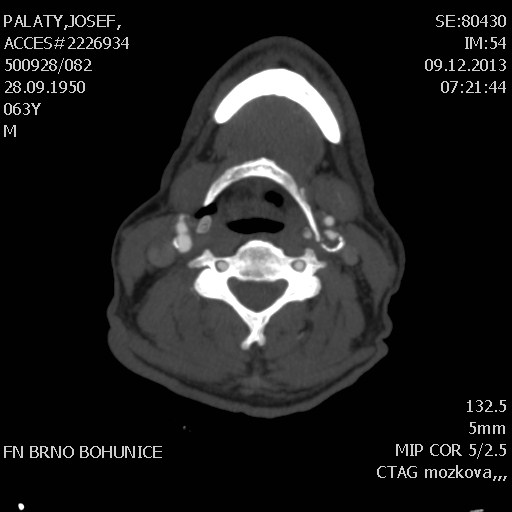 PALATY,JOSEF,
ACCES#2226934
500928/082
28.09.1950
063Y
M
SE:80430
IM:54
09.12.2013
07:21:44
132.5
5mm
MIP COR 5/2.5
CTAG mozkova,,,
FN BRNO BOHUNICE